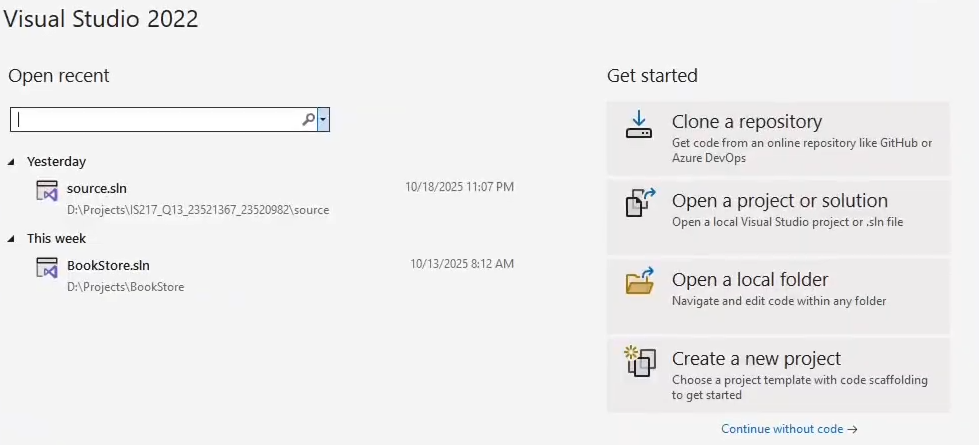 Visual Studio 2022
Open recent
Yesterday
source.sln
10/18/2025 11:07 PM
D:\Projects\IS217_Q13_23521367_23520982\source
This week
BookStore.sln
10/13/2025 8:12 AM
D:\Projects\BookStore
Get started
Clone a repository
Get code from an online repository like GitHub or
Azure DevOps
Open a project or solution
Open a local Visual Studio project or .sln file
Open a local folder
Navigate and edit code within any folder
Create a new project
Choose a project template with code scaffolding
to get started
Continue without code →